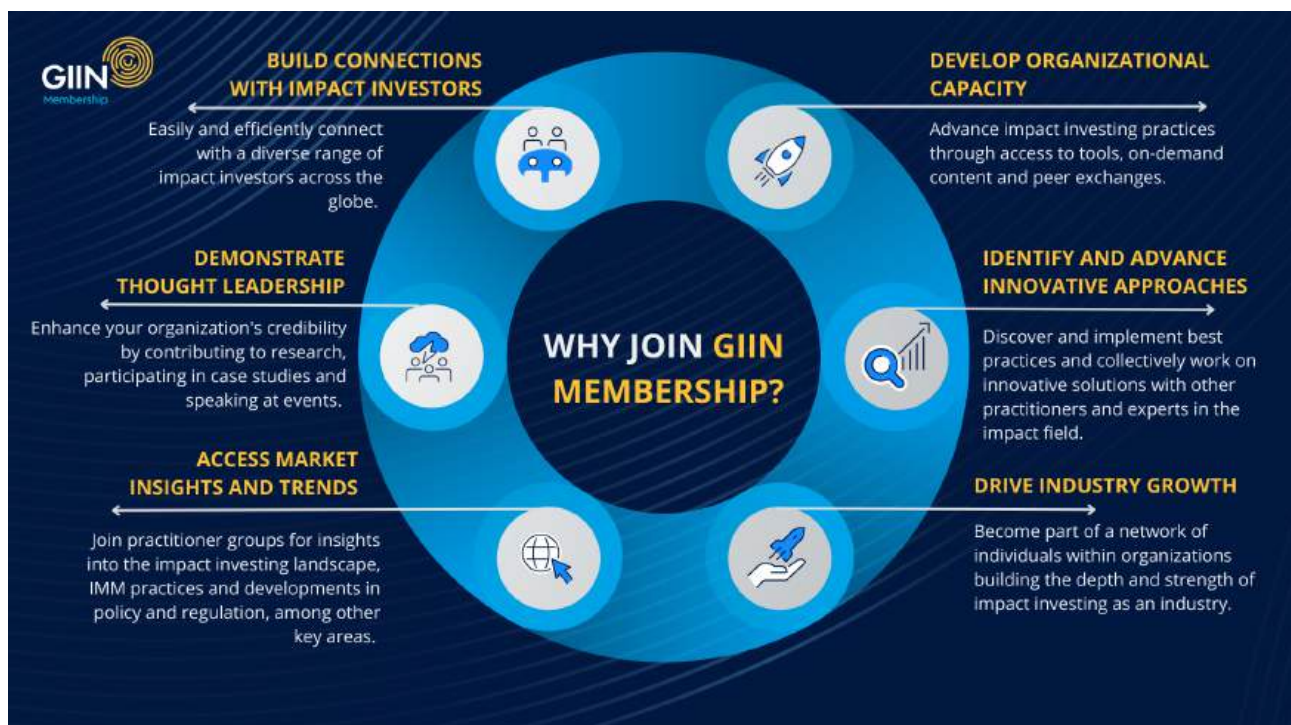 GIIN
Membership
BUILD CONNECTIONS
WITH IMPACT INVESTORS
Easily and efficiently connect
with a diverse range of
impact investors across the
globe.
DEMONSTRATE
THOUGHT LEADERSHIP
Enhance your organization's credibility
by contributing to research,
participating in case studies and
speaking at events.
ACCESS MARKET
INSIGHTS AND TRENDS
Join practitioner groups for insights
into the impact investing landscape,
IMM practices and developments in
policy and regulation, among other
key areas.
WHY JOIN GIIN
MEMBERSHIP?
DEVELOP ORGANIZATIONAL
CAPACITY
Advance impact investing practices
through access to tools, on-demand
content and peer exchanges.
IDENTIFY AND ADVANCE
INNOVATIVE APPROACHES
Discover and implement best
practices and collectively work on
innovative solutions with other
practitioners and experts in the
impact field.
DRIVE INDUSTRY GROWTH
Become part of a network of
individuals within organizations
building the depth and strength of
impact investing as an industry.